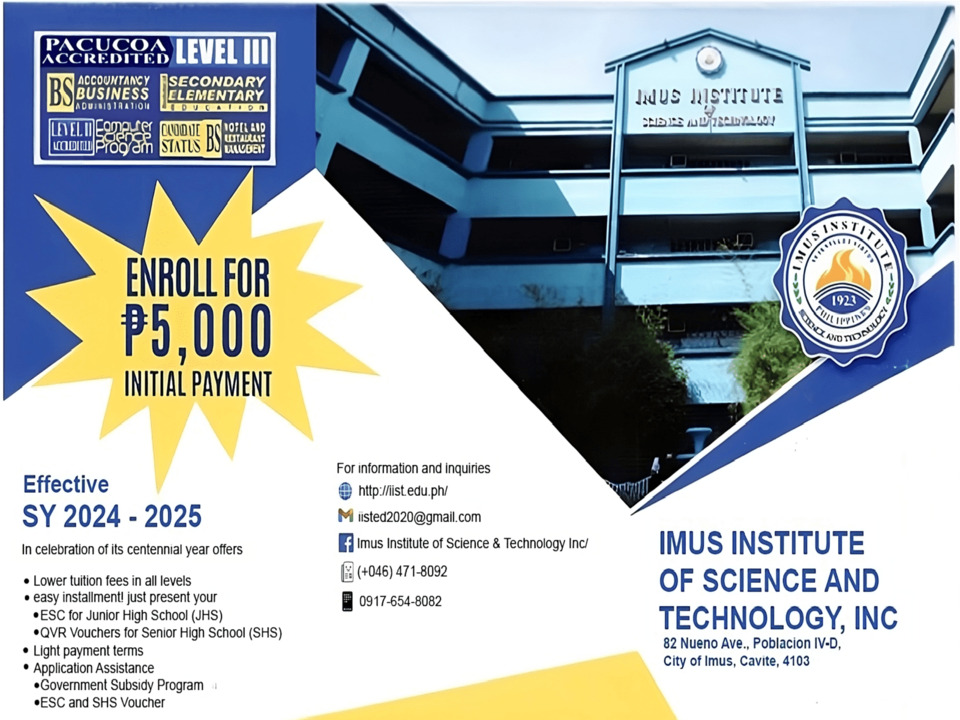 PACUCOA
ACCREDITED LEVEL III
BS ACCOUNTANCY
BUSINESS
ADMINISTRATION
SECONDARY
ELEMENTARY
EDUCATION
LEVEL II
ACCREDITED
Computer
Science
Program
CANDIDATE
STATUS BS
HOTEL AND
RESTAURANT
MANAGEMENT
IMUS INSTITUTE
OF
SCIENCE AND TECHNOLOGY
ENROLL FOR
₱5,000
INITIAL PAYMENT
IMUS INSTITUTE
1923
PHILIPPINES
SCIENCE AND TECHNOLOGY
Effective
SY 2024 - 2025
In celebration of its centennial year offers
• Lower tuition fees in all levels
• easy installment! just present your
•ESC for Junior High School (JHS)
•QVR Vouchers for Senior High School (SHS)
• Light payment terms
• Application Assistance
•Government Subsidy Program
•ESC and SHS Voucher
For information and inquiries
http://iist.edu.ph/
iisted2020@gmail.com
Imus Institute of Science & Technology Inc/
(+046) 471-8092
0917-654-8082
IMUS INSTITUTE
OF SCIENCE AND
TECHNOLOGY, INC
82 Nueno Ave., Poblacion IV-D,
City of Imus, Cavite, 4103